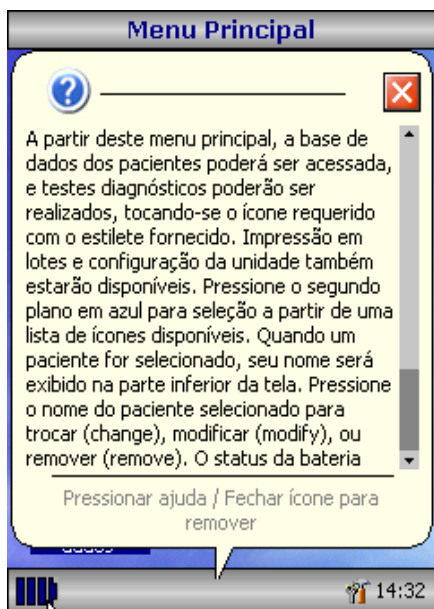 Menu Principal
A partir deste menu principal, a base de
dados dos pacientes poderá ser acessada,
e testes diagnósticos poderão ser
realizados, tocando-se o ícone requerido
com o estilete fornecido. Impressão em
lotes e configuração da unidade também
estarão disponíveis. Pressione o segundo
plano em azul para seleção a partir de uma
lista de ícones disponíveis. Quando um
paciente for selecionado, seu nome será
exibido na parte inferior da tela. Pressione
o nome do paciente selecionado para
trocar (change), modificar (modify), ou
remover (remove). O status da bateria
Pressionar ajuda / Fechar ícone para
remover
dados
14:32